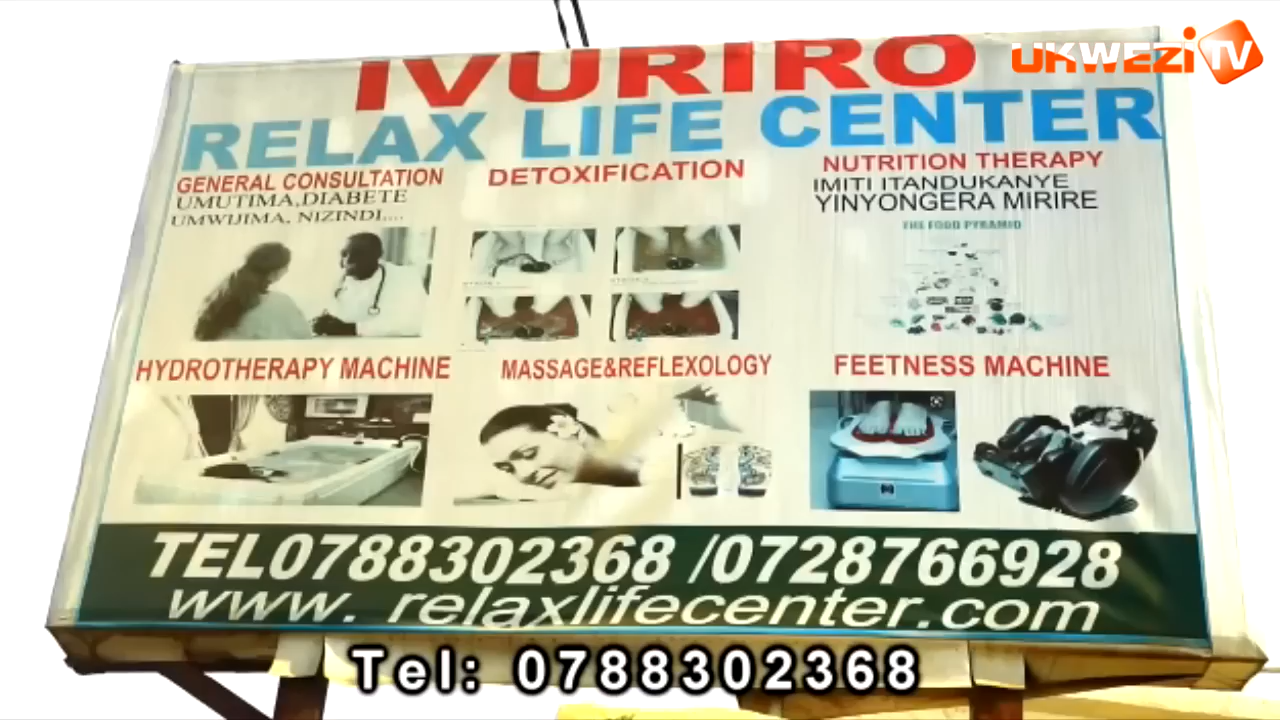 UKWEZI TV
IVURIRO
RELAX LIFE CENTER
GENERAL CONSULTATION
UMUTIMA,DIABETE
UMWIJIMA, NIZINDI....
DETOXIFICATION
NUTRITION THERAPY
IMITI ITANDUKANYE
YINYONGERA MIRIRE
THE FOOD PYRAMID
HYDROTHERAPY MACHINE
MASSAGE&REFLEXOLOGY
FEETNESS MACHINE
TEL0788302368 /0728766928
www. relaxlifecenter.com
Tel: 0788302368